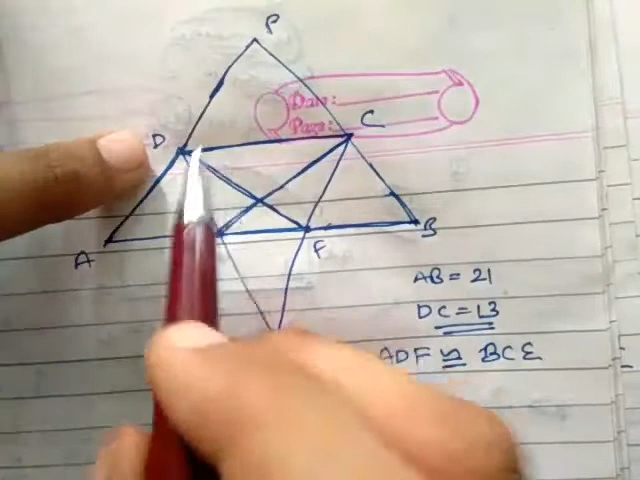 P
Date:
Page:
D
C
A
F
B
AB = 21
DC = 13
ADF ≌ BCE